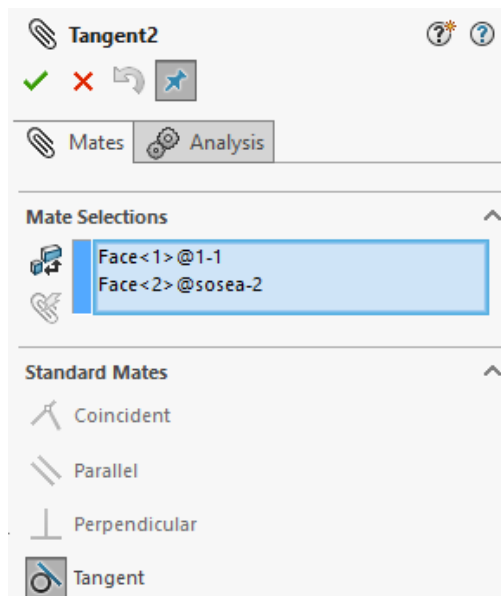 Tangent2
Mates
Analysis
Mate Selections
Face<1>@1-1
Face<2>@sosea-2
Standard Mates
Coincident
Parallel
Perpendicular
Tangent